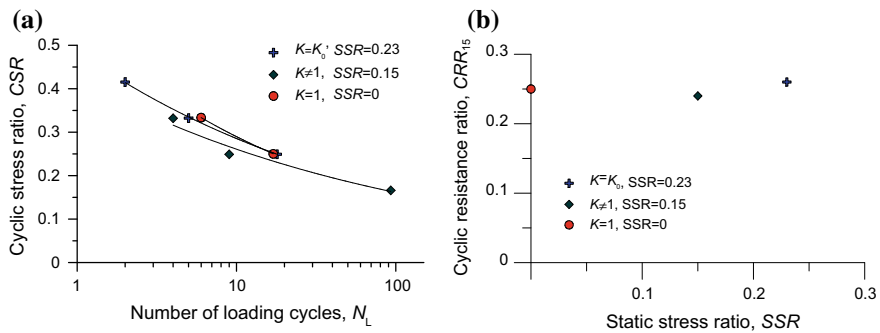 (a)
Cyclic stress ratio, CSR
0.5
0.4
0.3
0.2
0.1
0
1
10
100
Number of loading cycles, N_L
K=K₀, SSR=0.23
K≠1, SSR=0.15
K=1, SSR=0
(b)
Cyclic resistance ratio, CRR₁₅
0.3
0.2
0.1
0
0.1
0.2
0.3
Static stress ratio, SSR
K=K₀, SSR=0.23
K≠1, SSR=0.15
K=1, SSR=0